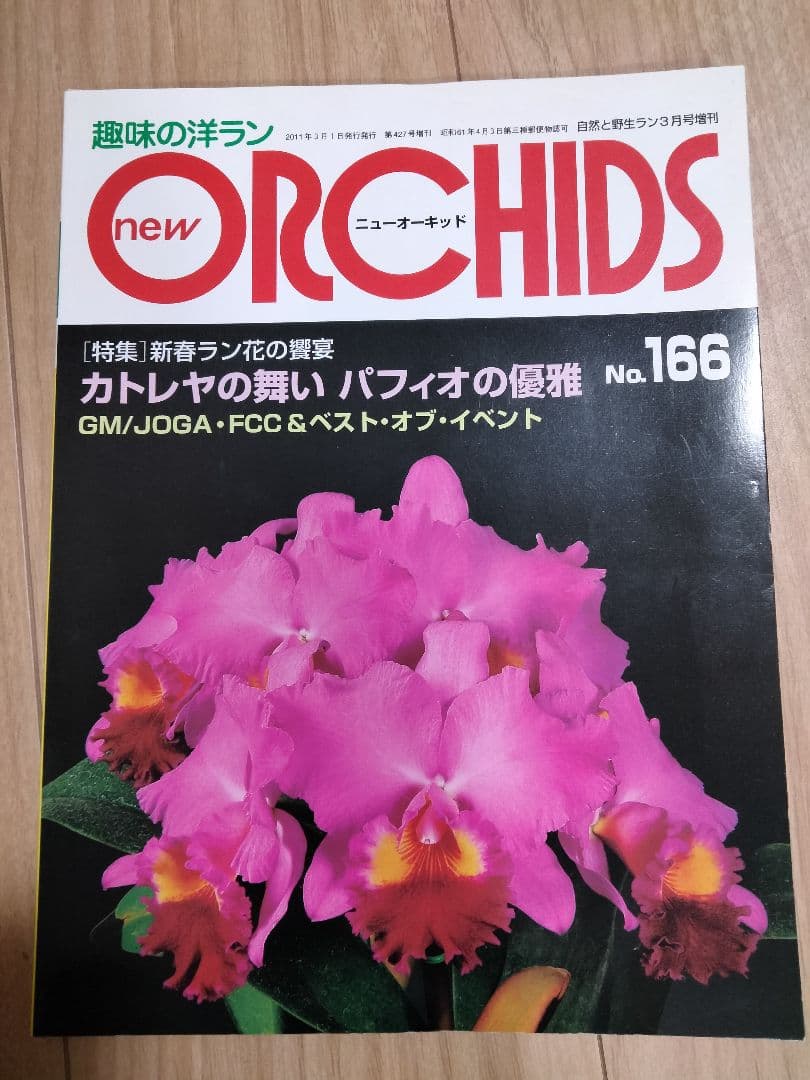 趣味の洋ラン 2011年3月1日発行発行 第427号増刊 昭和61年4月3日第三種郵便物認可 自然と野生ラン3月号増刊
new ORCHIDS
ニューオーキッド
[特集]新春ラン花の饗宴
カトレヤの舞い パフィオの優雅 No.166
GM/JOGA・FCC&ベスト・オブ・イベント